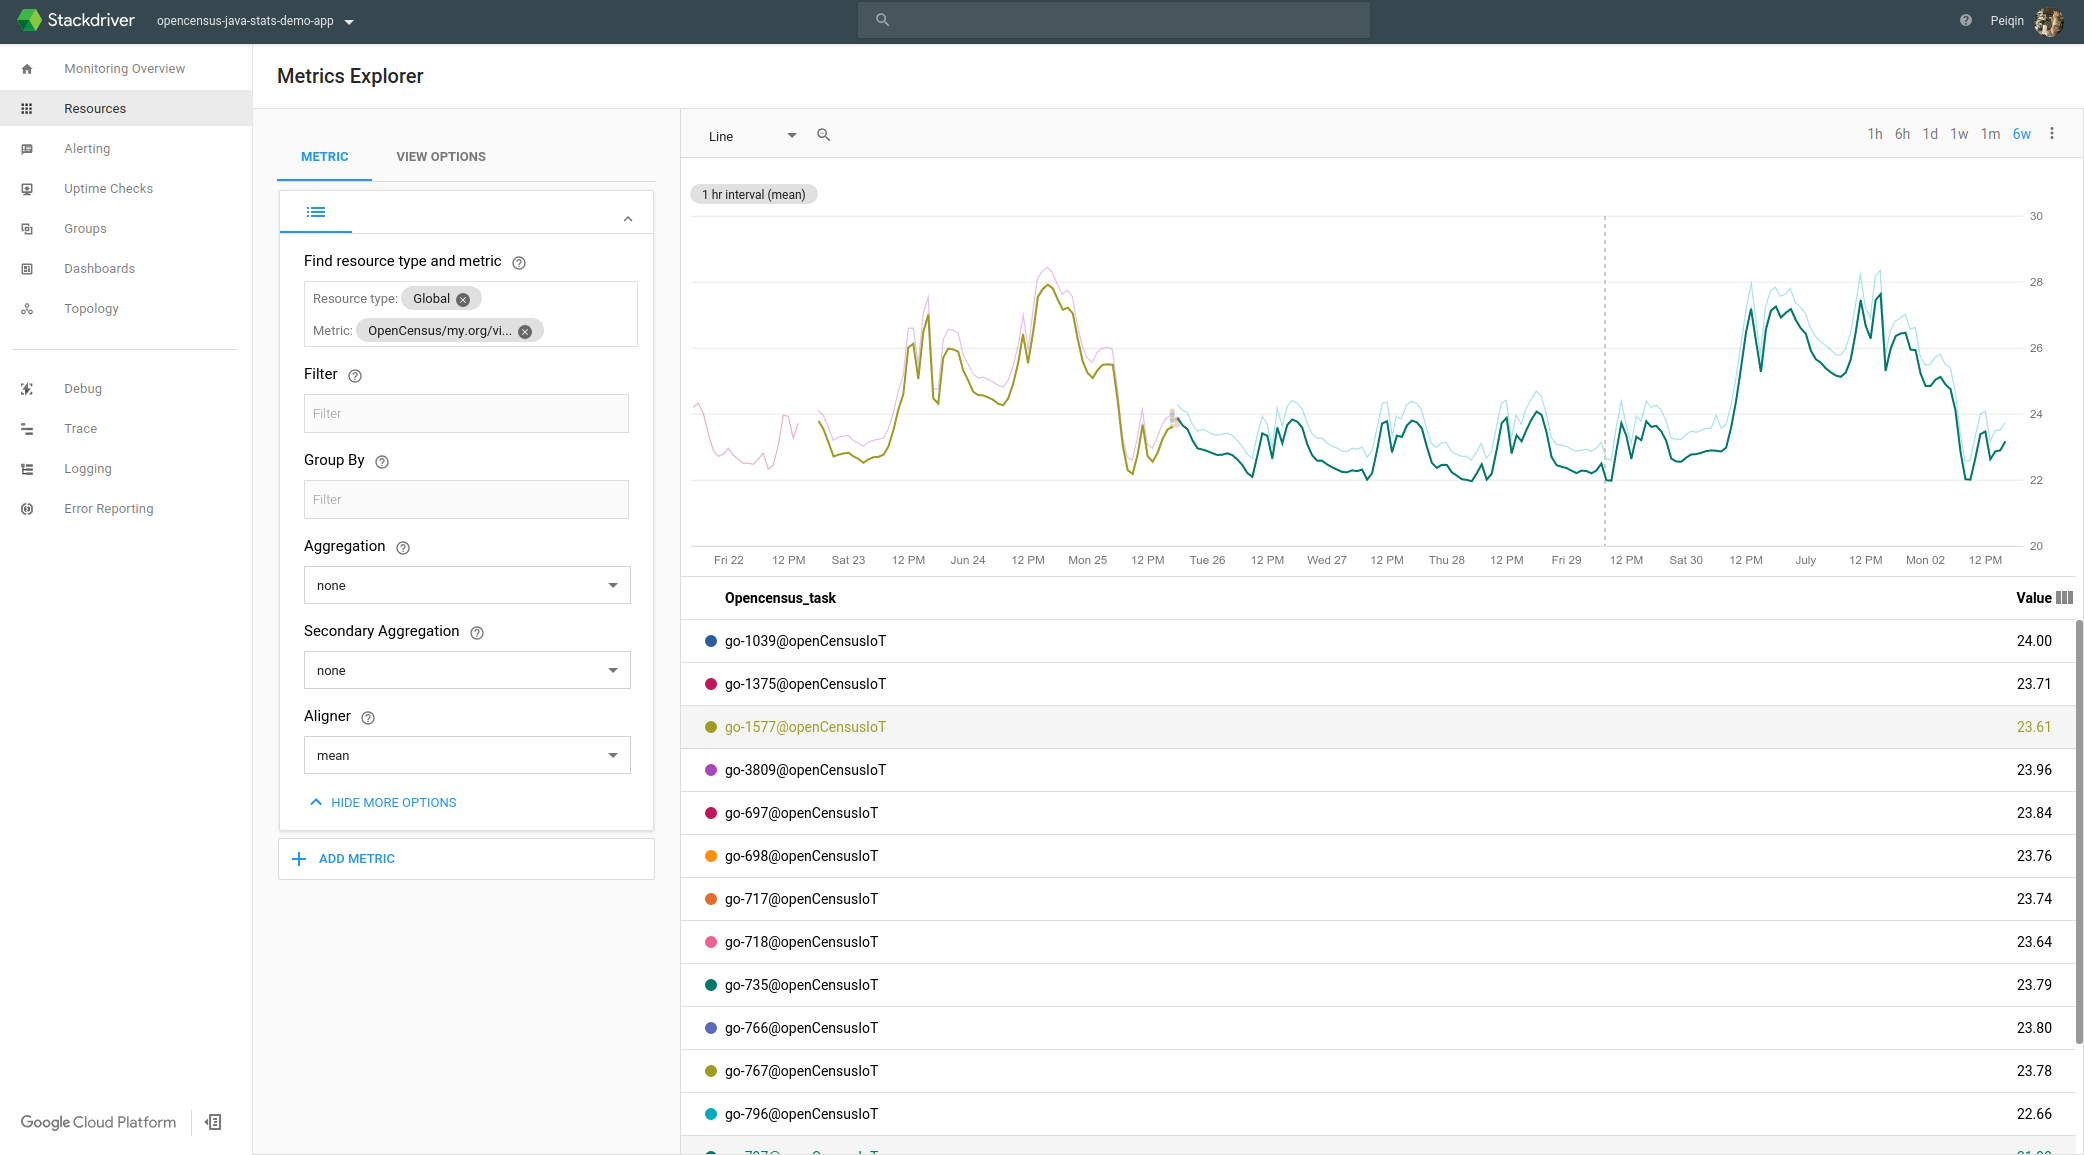 Stackdriver
opencensus-java-stats-demo-app
Peiqin
Monitoring Overview
Resources
Alerting
Uptime Checks
Groups
Dashboards
Topology
Debug
Trace
Logging
Error Reporting
Google Cloud Platform
Metrics Explorer
METRIC VIEW OPTIONS
Find resource type and metric
Resource type: Global
Metric: OpenCensus/my.org/vi...
Filter
Filter
Group By
Filter
Aggregation
none
Secondary Aggregation
none
Aligner
mean
HIDE MORE OPTIONS
ADD METRIC
Line
1h 6h 1d 1w 1m 6w
1 hr interval (mean)
30
28
26
24
22
20
Fri 22 12 PM Sat 23 12 PM Jun 24 12 PM Mon 25 12 PM Tue 26 12 PM Wed 27 12 PM Thu 28 12 PM Fri 29 12 PM Sat 30 12 PM July 12 PM Mon 02 12 PM
Opencensus_task Value
go-1039@openCensusIoT 24.00
go-1375@openCensusIoT 23.71
go-1577@openCensusIoT 23.61
go-3809@openCensusIoT 23.96
go-697@openCensusIoT 23.84
go-698@openCensusIoT 23.76
go-717@openCensusIoT 23.74
go-718@openCensusIoT 23.64
go-735@openCensusIoT 23.79
go-766@openCensusIoT 23.80
go-767@openCensusIoT 23.78
go-796@openCensusIoT 22.66